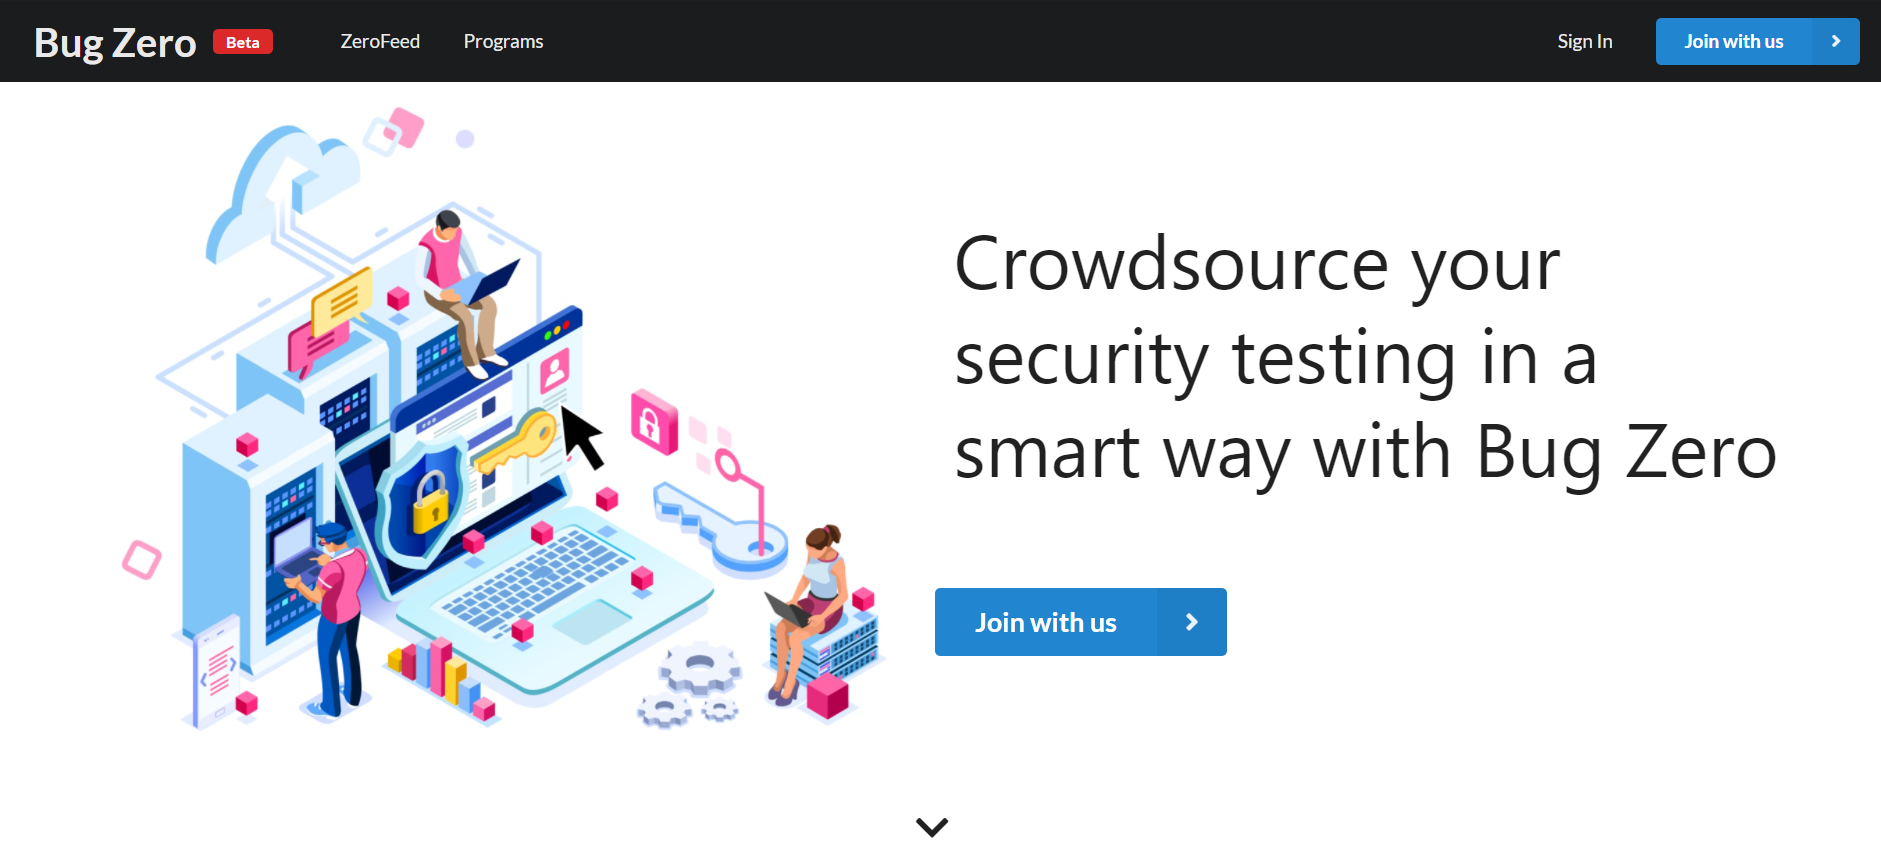 Bug Zero Beta ZeroFeed Programs Sign In Join with us
Crowdsource your
security testing in a
smart way with Bug Zero
Join with us